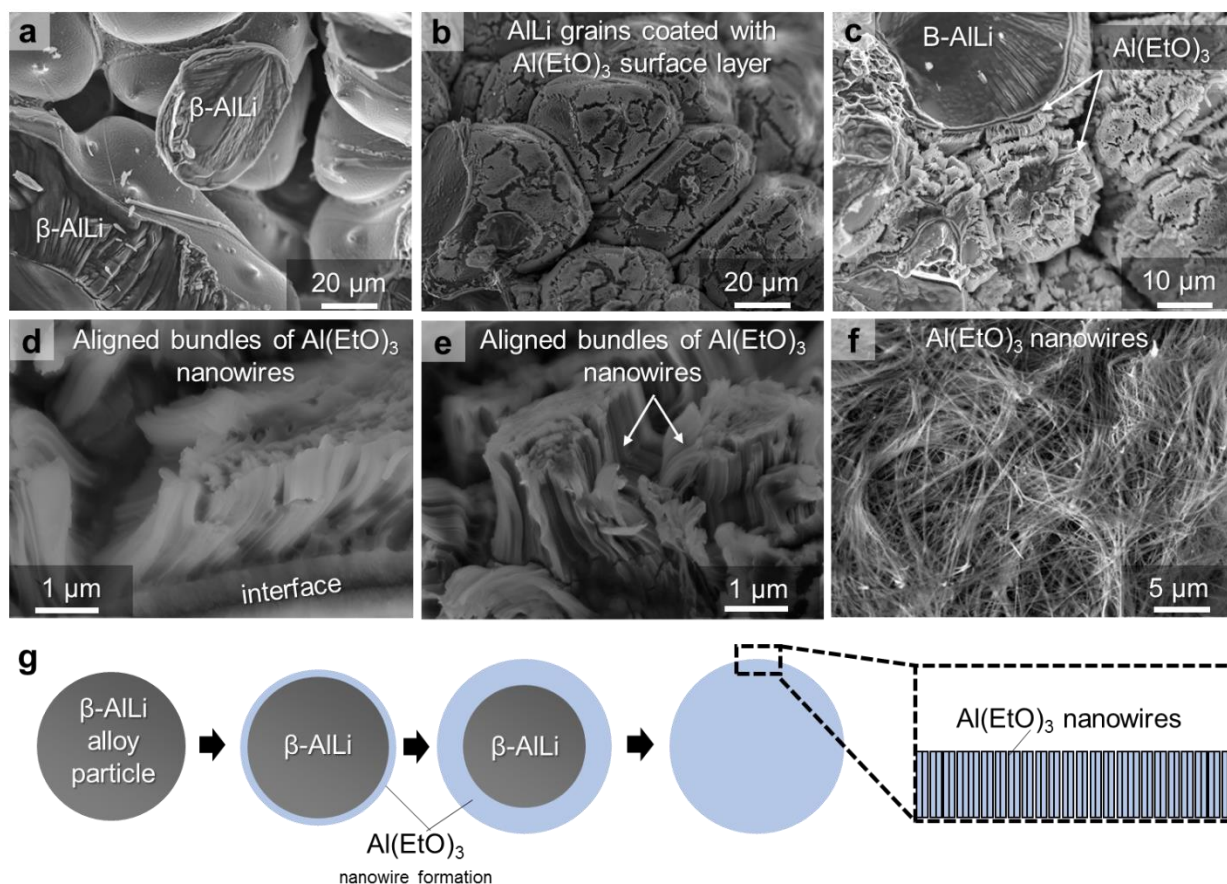 a
β-AlLi
β-AlLi
20 µm
b
AlLi grains coated with
Al(EtO)₃ surface layer
20 µm
c
B-AlLi
Al(EtO)₃
10 µm
d
Aligned bundles of Al(EtO)₃
nanowires
interface
1 µm
e
Aligned bundles of Al(EtO)₃
nanowires
1 µm
f
Al(EtO)₃ nanowires
5 µm
g
β-AlLi
alloy
particle
β-AlLi
β-AlLi
Al(EtO)₃
nanowire formation
Al(EtO)₃ nanowires